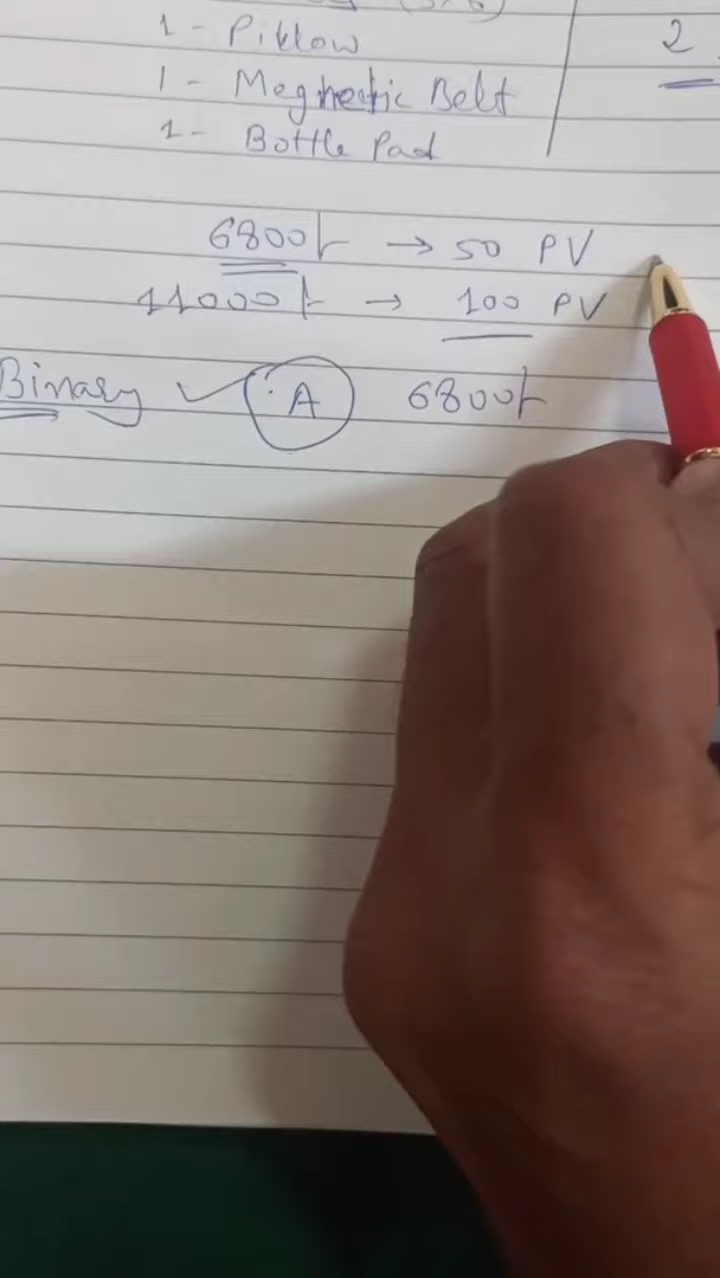 1 - Pillow
2
1 - Megnetic Belt
1 - Bottle Pad
6800/- → 50 PV
11000/- → 100 PV
Binary ✓ A 6800/-